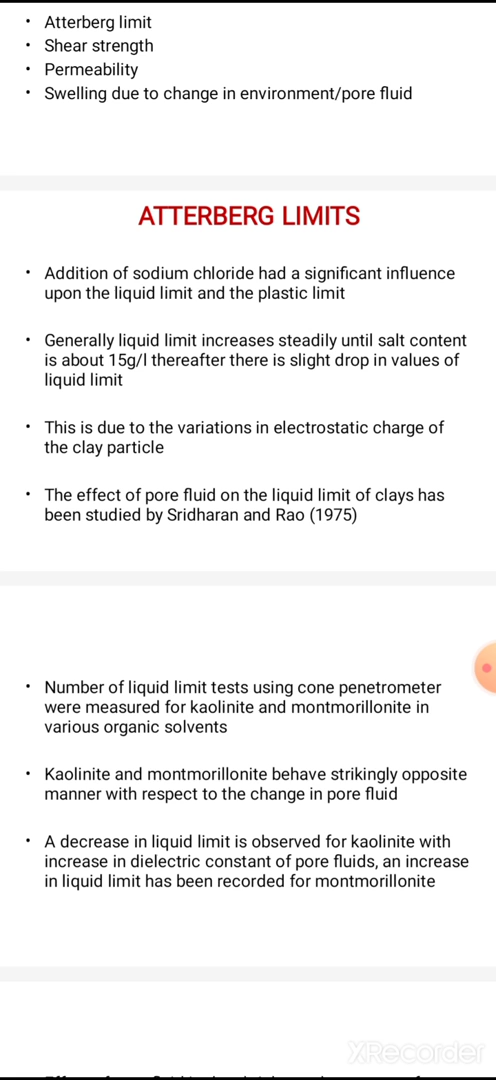 • Atterberg limit
• Shear strength
• Permeability
• Swelling due to change in environment/pore fluid
ATTERBERG LIMITS
• Addition of sodium chloride had a significant influence
upon the liquid limit and the plastic limit
• Generally liquid limit increases steadily until salt content
is about 15g/l thereafter there is slight drop in values of
liquid limit
• This is due to the variations in electrostatic charge of
the clay particle
• The effect of pore fluid on the liquid limit of clays has
been studied by Sridharan and Rao (1975)
• Number of liquid limit tests using cone penetrometer
were measured for kaolinite and montmorillonite in
various organic solvents
• Kaolinite and montmorillonite behave strikingly opposite
manner with respect to the change in pore fluid
• A decrease in liquid limit is observed for kaolinite with
increase in dielectric constant of pore fluids, an increase
in liquid limit has been recorded for montmorillonite
XRecorder